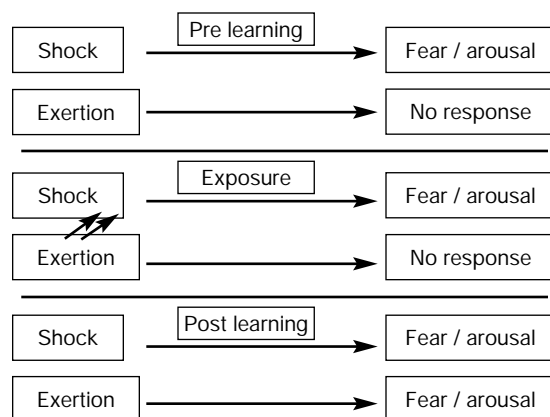 Pre learning
Shock
Fear / arousal
Exertion
No response
Exposure
Shock
Fear / arousal
Exertion
No response
Post learning
Shock
Fear / arousal
Exertion
Fear / arousal